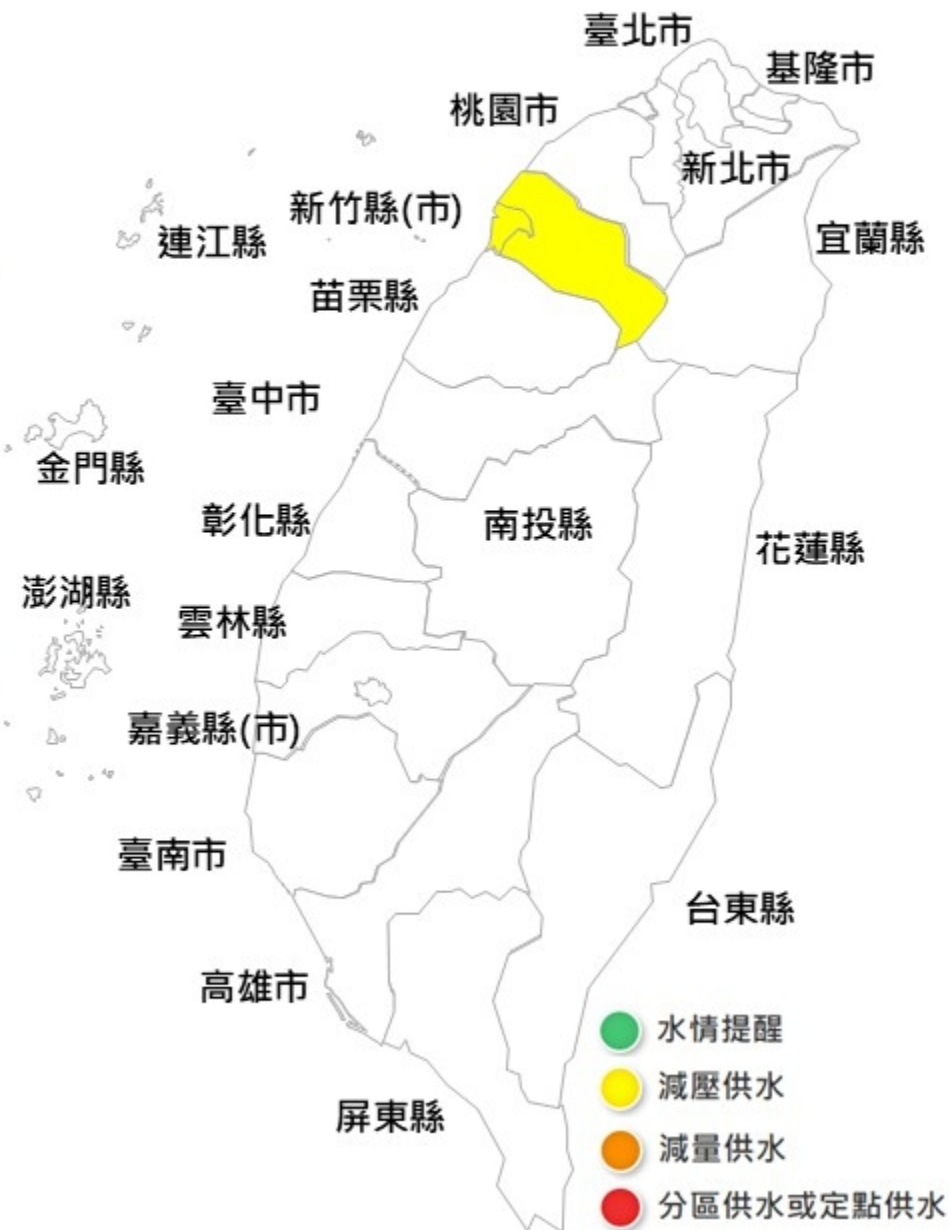 臺北市
基隆市
桃園市
新北市
新竹縣(市)
連江縣
宜蘭縣
苗栗縣
臺中市
金門縣
彰化縣
南投縣
花蓮縣
澎湖縣
雲林縣
嘉義縣(市)
臺南市
台東縣
高雄市
水情提醒
減壓供水
屏東縣
減量供水
分區供水或定點供水